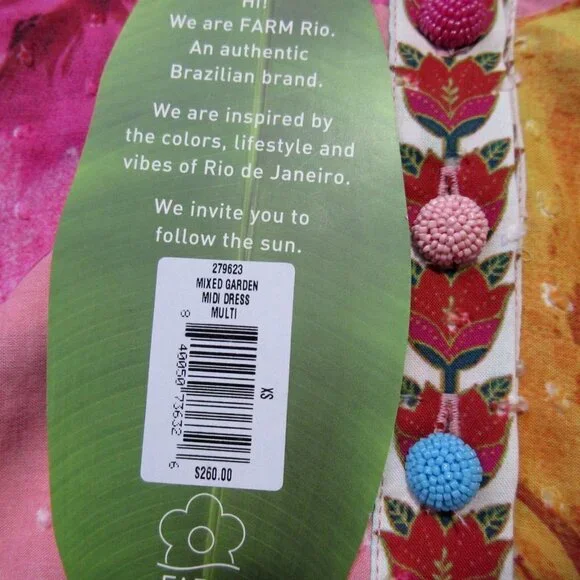 Hi!
We are FARM Rio.
An authentic
Brazilian brand.
We are inspired by
the colors, lifestyle and
vibes of Rio de Janeiro.
We invite you to
follow the sun.
279623
MIXED GARDEN
MIDI DRESS
MULTI
8 40050 73632 6
XS
$260.00